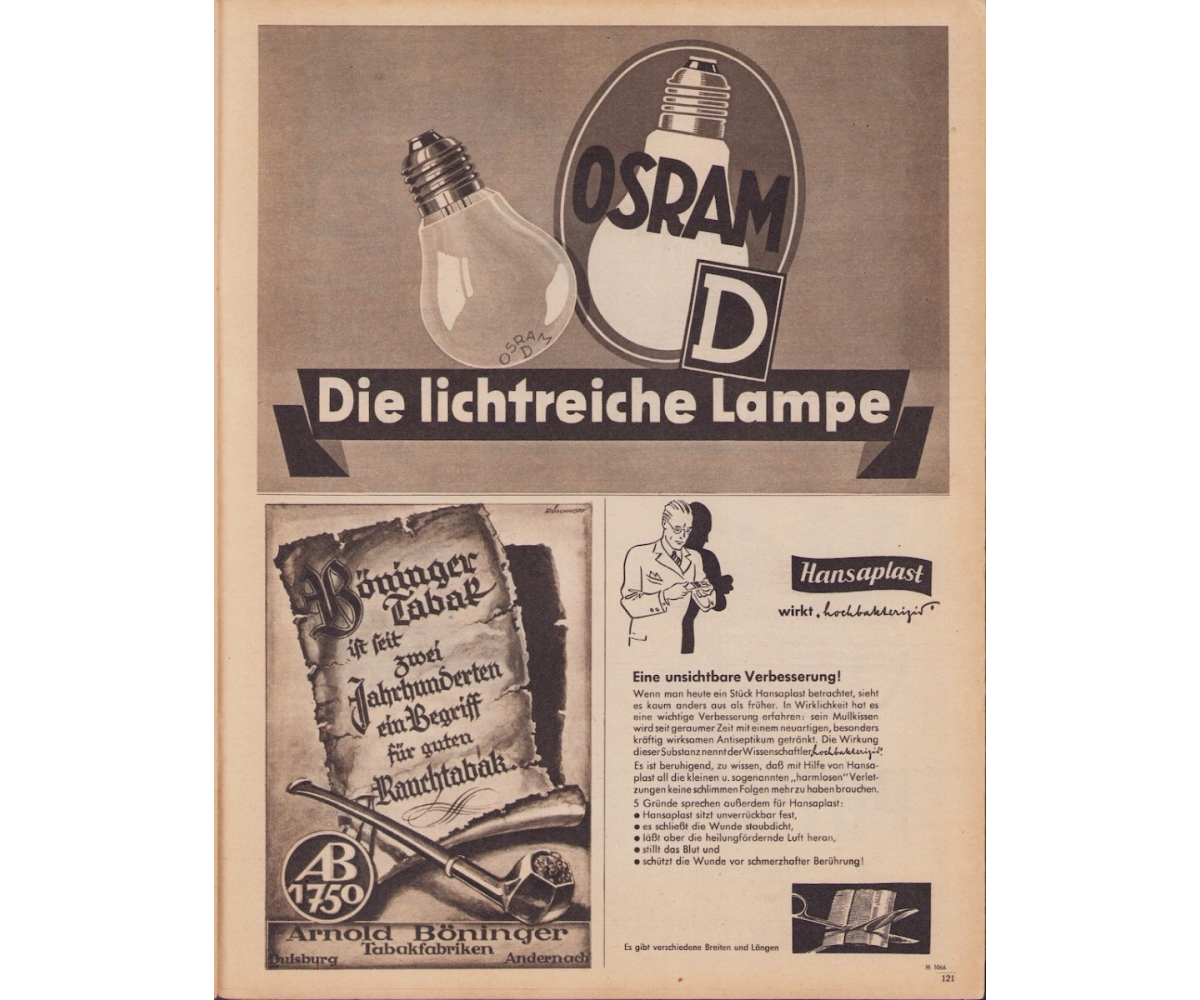 OSRAM
D
OSRAM
D
Die lichtreiche Lampe
Böninger
Tabak
ist seit
zwei
Jahrhunderten
ein Begriff
für guten
Rauchtabak...
AB
1750
Arnold Böninger
Tabakfabriken
Duisburg Andernach
Hansaplast
wirkt „hochbakterizid“
Eine unsichtbare Verbesserung!
Wenn man heute ein Stück Hansaplast betrachtet, sieht
es kaum anders aus als früher. In Wirklichkeit hat es
eine wichtige Verbesserung erfahren: sein Mullkissen
wird seit geraumer Zeit mit einem neuartigen, besonders
kräftig wirksamen Antiseptikum getränkt. Die Wirkung
dieser Substanz nennt der Wissenschaftler „hochbakterizid“.
Es ist beruhigend, zu wissen, daß mit Hilfe von Hansa-
plast all die kleinen u. sogenannten „harmlosen“ Verlet-
zungen keine schlimmen Folgen mehr zu haben brauchen.
5 Gründe sprechen außerdem für Hansaplast:
● Hansaplast sitzt unverrückbar fest,
● es schließt die Wunde staubdicht,
● läßt aber die heilungfördernde Luft heran,
● stillt das Blut und
● schützt die Wunde vor schmerzhafter Berührung!
Es gibt verschiedene Breiten und Längen
121